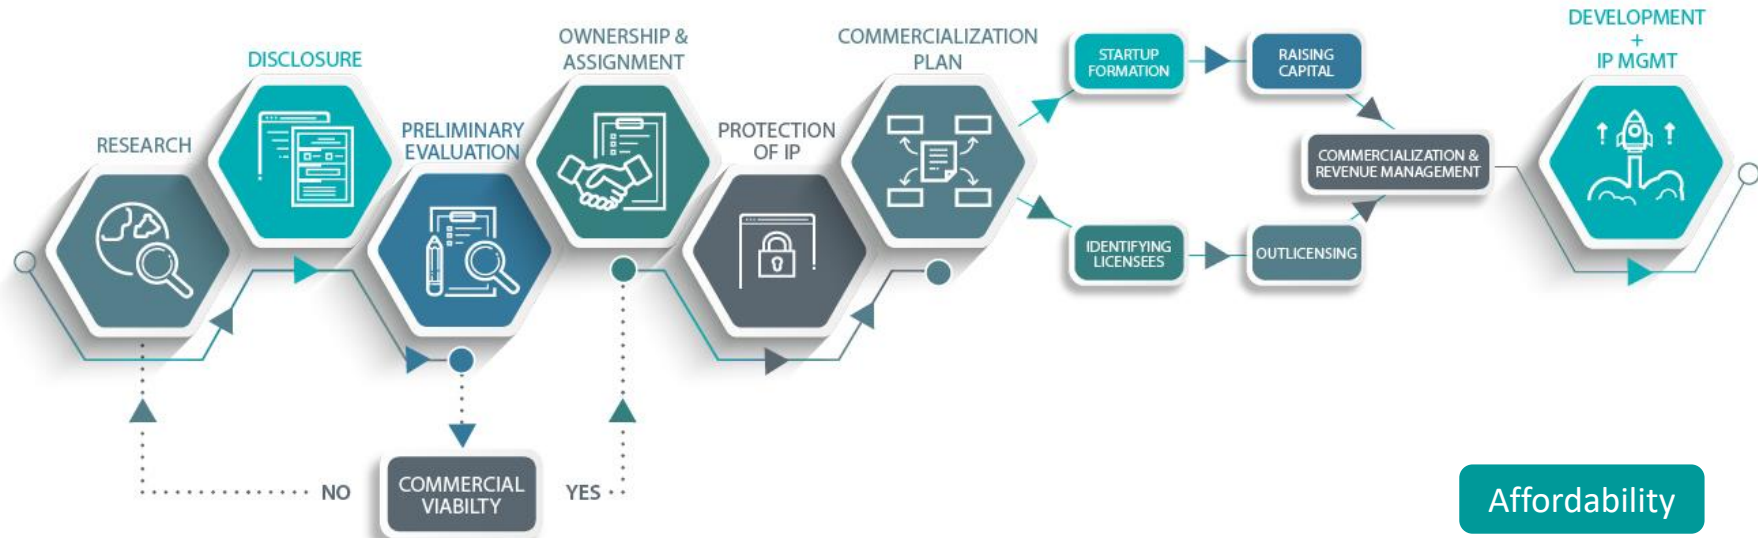 RESEARCH
DISCLOSURE
PRELIMINARY
EVALUATION
OWNERSHIP &
ASSIGNMENT
PROTECTION
OF IP
COMMERCIALIZATION
PLAN
STARTUP
FORMATION
RAISING
CAPITAL
IDENTIFYING
LICENSEES
OUTLICENSING
COMMERCIALIZATION &
REVENUE MANAGEMENT
DEVELOPMENT
+
IP MGMT
NO
COMMERCIAL
VIABILTY
YES
Affordability